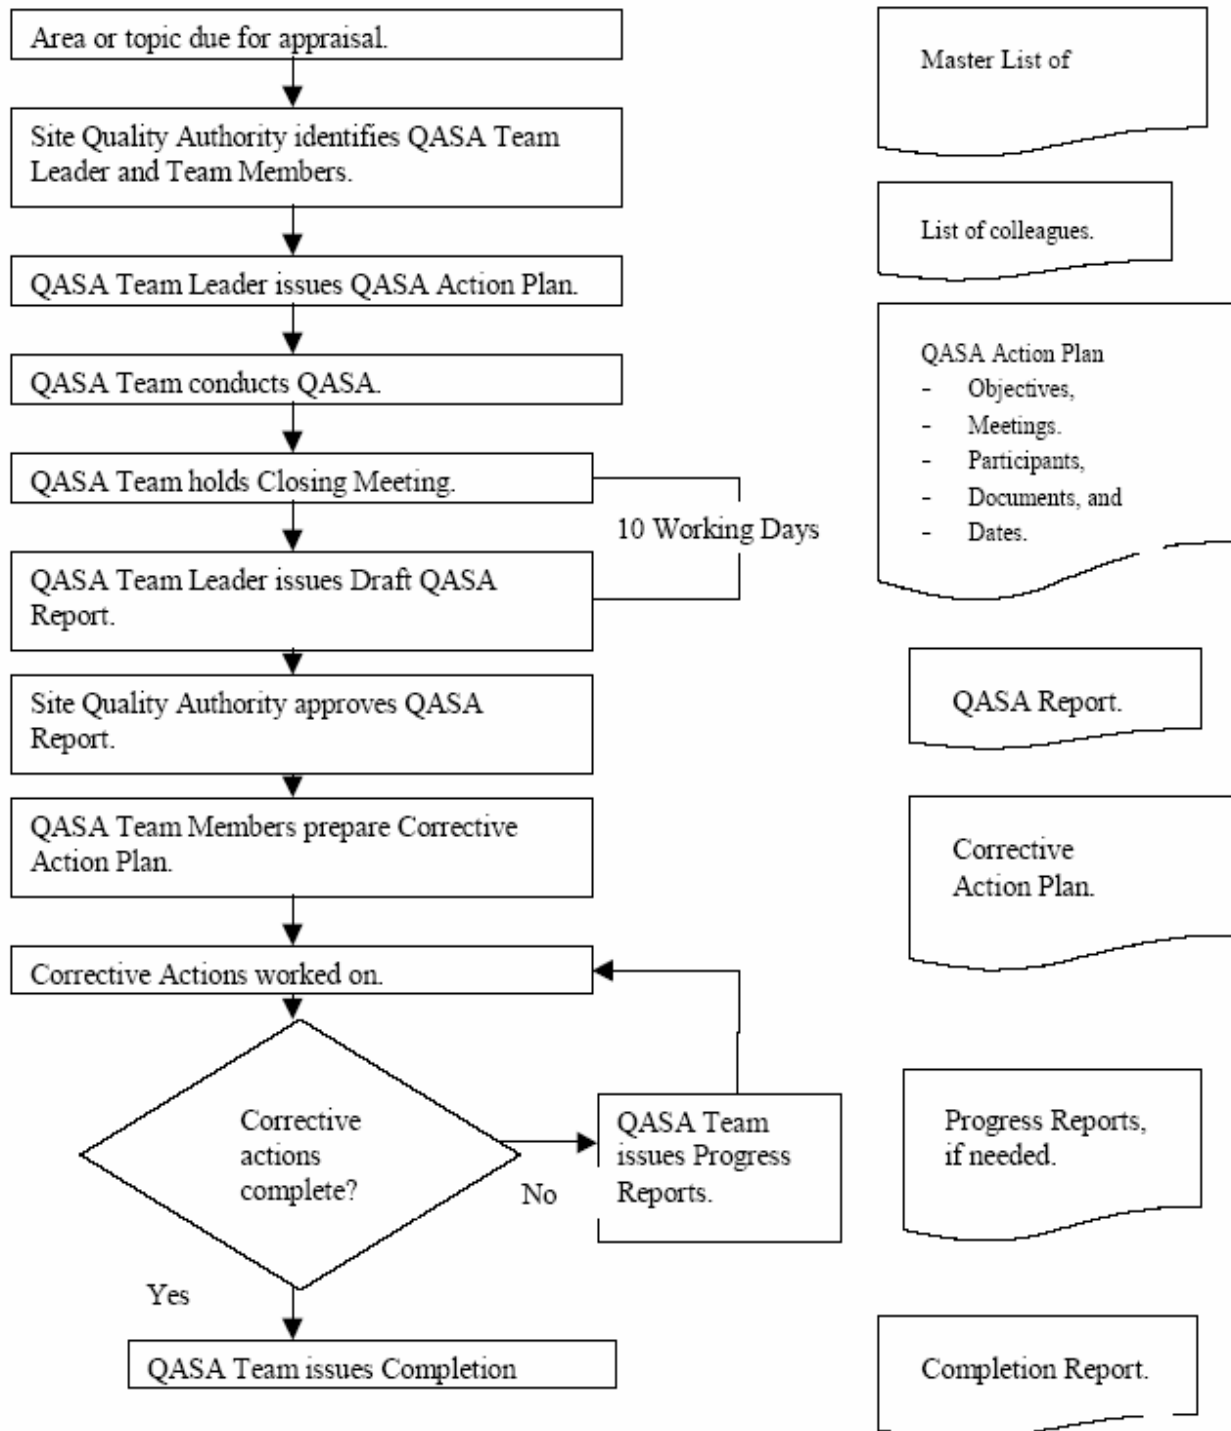 Area or topic due for appraisal.
Site Quality Authority identifies QASA Team
Leader and Team Members.
QASA Team Leader issues QASA Action Plan.
QASA Team conducts QASA.
QASA Team holds Closing Meeting.
10 Working Days
QASA Team Leader issues Draft QASA
Report.
Site Quality Authority approves QASA
Report.
QASA Team Members prepare Corrective
Action Plan.
Corrective Actions worked on.
Corrective
actions
complete?
No
QASA Team
issues Progress
Reports.
Yes
QASA Team issues Completion
Master List of
List of colleagues.
QASA Action Plan
- Objectives,
- Meetings.
- Participants,
- Documents, and
- Dates.
QASA Report.
Corrective
Action Plan.
Progress Reports,
if needed.
Completion Report.